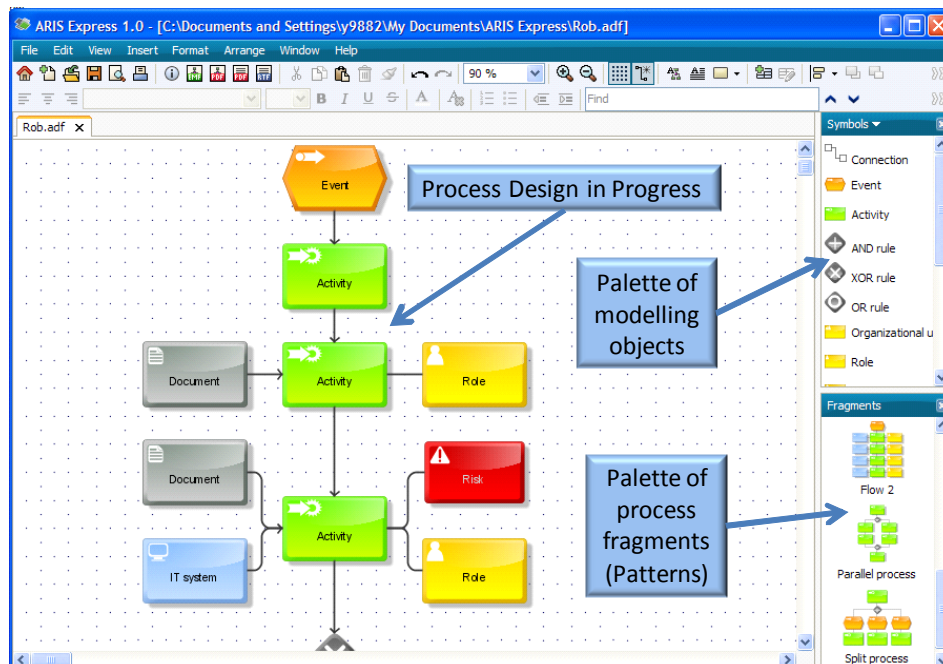 ARIS Express 1.0 - [C:\Documents and Settings\y9882\My Documents\ARIS Express\Rob.adf]
File Edit View Insert Format Arrange Window Help
90 %
B I U S A
Find
Rob.adf
Symbols
Connection
Event
Activity
AND rule
XOR rule
OR rule
Organizational u
Role
Fragments
Flow 2
Parallel process
Split process
Event
Process Design in Progress
Activity
Palette of
modelling
objects
Document
Activity
Role
Document
Risk
Activity
IT system
Role
Palette of
process
fragments
(Patterns)